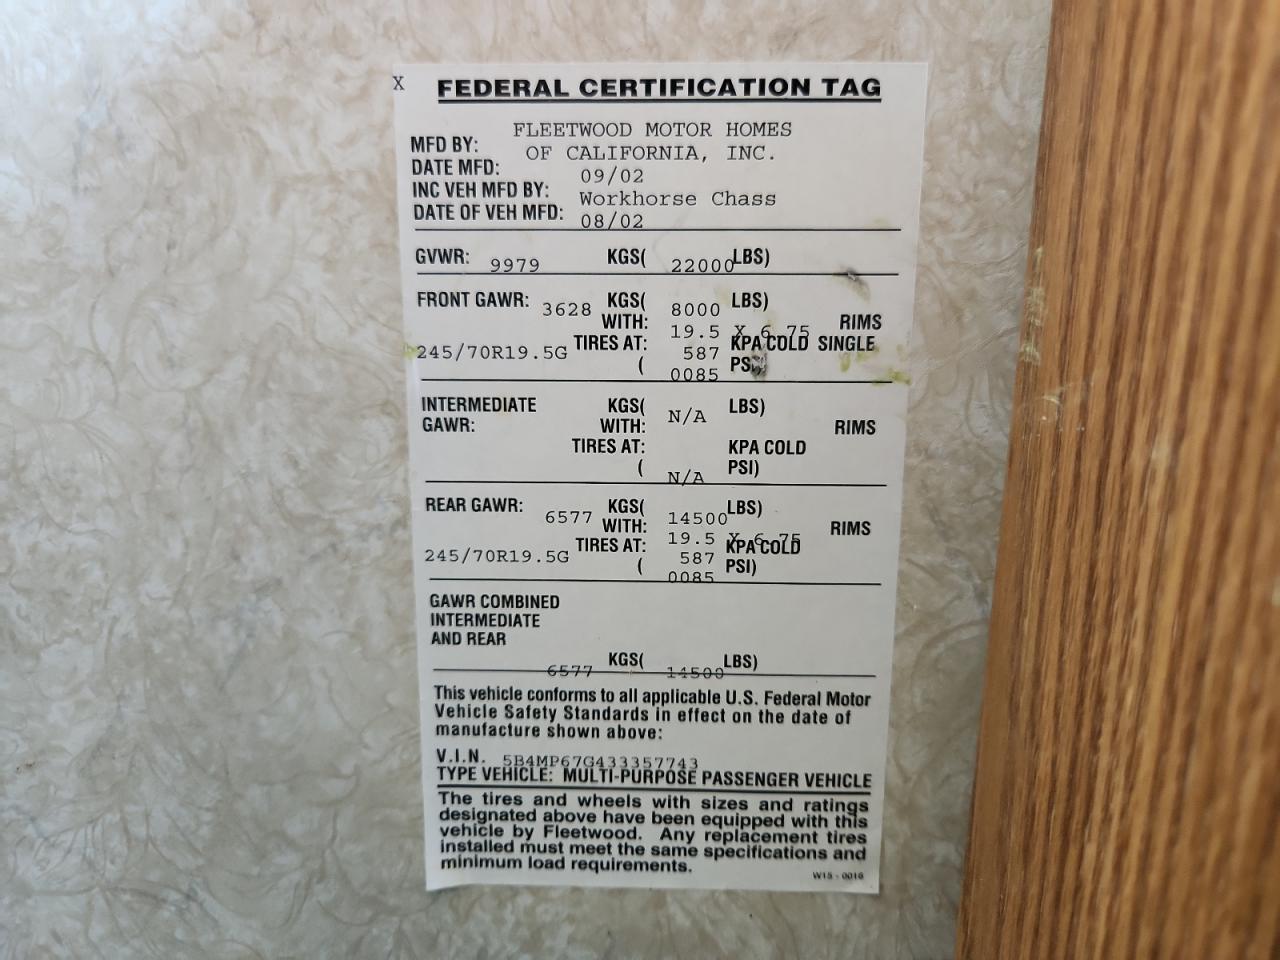 X
FEDERAL CERTIFICATION TAG
MFD BY: FLEETWOOD MOTOR HOMES
OF CALIFORNIA, INC.
DATE MFD: 09/02
INC VEH MFD BY: Workhorse Chass
DATE OF VEH MFD: 08/02
GVWR: 9979 KGS( 22000 LBS)
FRONT GAWR: 3628 KGS( 8000 LBS)
WITH: 19.5 X 6.75 RIMS
245/70R19.5G TIRES AT: 587 KPA COLD SINGLE
( 0085 PSI)
INTERMEDIATE KGS( N/A LBS)
GAWR: WITH: RIMS
TIRES AT: KPA COLD
( N/A PSI)
REAR GAWR: 6577 KGS( 14500 LBS)
WITH: 19.5 X 6.75 RIMS
245/70R19.5G TIRES AT: 587 KPA COLD
( 0085 PSI)
GAWR COMBINED
INTERMEDIATE
AND REAR
6577 KGS( 14500 LBS)
This vehicle conforms to all applicable U.S. Federal Motor
Vehicle Safety Standards in effect on the date of
manufacture shown above:
V.I.N. 5B4MP67G433357743
TYPE VEHICLE: MULTI-PURPOSE PASSENGER VEHICLE
The tires and wheels with sizes and ratings
designated above have been equipped with this
vehicle by Fleetwood. Any replacement tires
installed must meet the same specifications and
minimum load requirements.
W15-0016